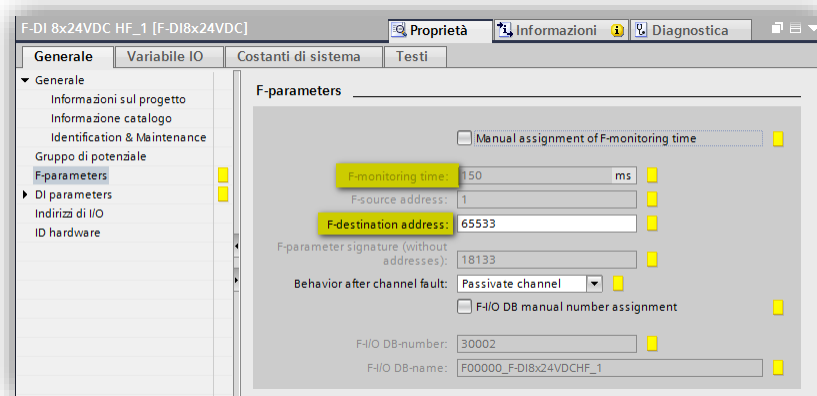 F-DI 8x24VDC HF_1 [F-DI8x24VDC]
Proprietà
Informazioni
Diagnostica
Generale
Variabile IO
Costanti di sistema
Testi
Generale
Informazioni sul progetto
Informazione catalogo
Identification & Maintenance
Gruppo di potenziale
F-parameters
DI parameters
Indirizzi di I/O
ID hardware
F-parameters
Manual assignment of F-monitoring time
F-monitoring time: 150 ms
F-source address: 1
F-destination address: 65533
F-parameter signature (without
addresses): 18133
Behavior after channel fault: Passivate channel
F-I/O DB manual number assignment
F-I/O DB-number: 30002
F-I/O DB-name: F00000_F-DI8x24VDCHF_1